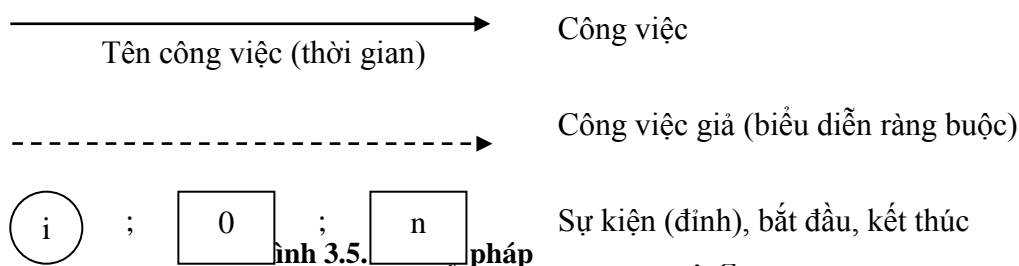 Công việc
Tên công việc (thời gian)
Công việc giả (biểu diễn ràng buộc)
i ; 0 ; n Sự kiện (đỉnh), bắt đầu, kết thúc
ình 3.5. pháp